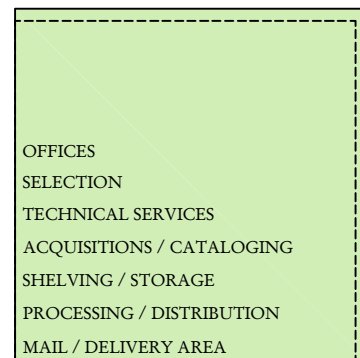 OFFICES
SELECTION
TECHNICAL SERVICES
ACQUISITIONS / CATALOGING
SHELVING / STORAGE
PROCESSING / DISTRIBUTION
MAIL / DELIVERY AREA